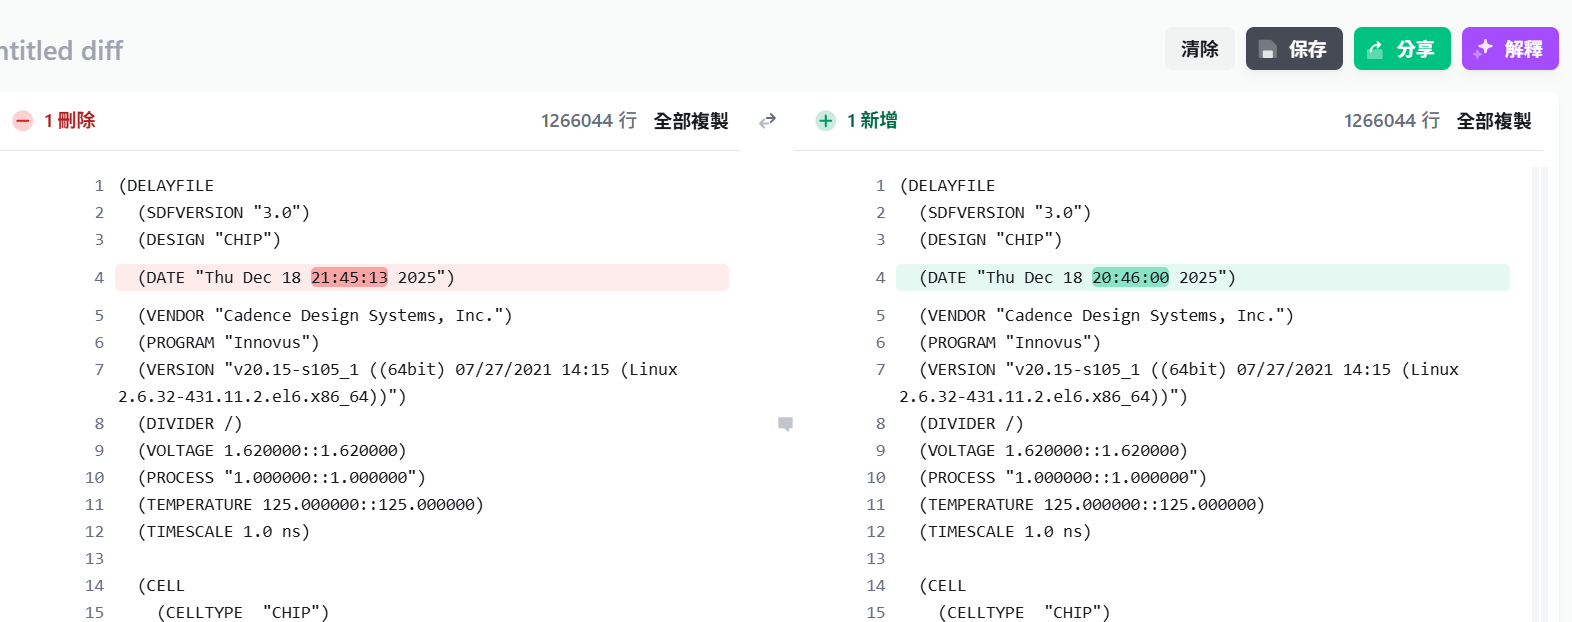 ntitled diff
清除
保存
分享
解釋
1 刪除
1266044 行 全部複製
1 新增
1266044 行 全部複製
1 (DELAYFILE
2 (SDFVERSION "3.0")
3 (DESIGN "CHIP")
4 (DATE "Thu Dec 18 21:45:13 2025")
5 (VENDOR "Cadence Design Systems, Inc.")
6 (PROGRAM "Innovus")
7 (VERSION "v20.15-s105_1 ((64bit) 07/27/2021 14:15 (Linux
2.6.32-431.11.2.el6.x86_64))")
8 (DIVIDER /)
9 (VOLTAGE 1.620000::1.620000)
10 (PROCESS "1.000000::1.000000")
11 (TEMPERATURE 125.000000::125.000000)
12 (TIMESCALE 1.0 ns)
13
14 (CELL
15 (CELLTYPE  "CHIP")
1 (DELAYFILE
2 (SDFVERSION "3.0")
3 (DESIGN "CHIP")
4 (DATE "Thu Dec 18 20:46:00 2025")
5 (VENDOR "Cadence Design Systems, Inc.")
6 (PROGRAM "Innovus")
7 (VERSION "v20.15-s105_1 ((64bit) 07/27/2021 14:15 (Linux
2.6.32-431.11.2.el6.x86_64))")
8 (DIVIDER /)
9 (VOLTAGE 1.620000::1.620000)
10 (PROCESS "1.000000::1.000000")
11 (TEMPERATURE 125.000000::125.000000)
12 (TIMESCALE 1.0 ns)
13
14 (CELL
15 (CELLTYPE  "CHIP")